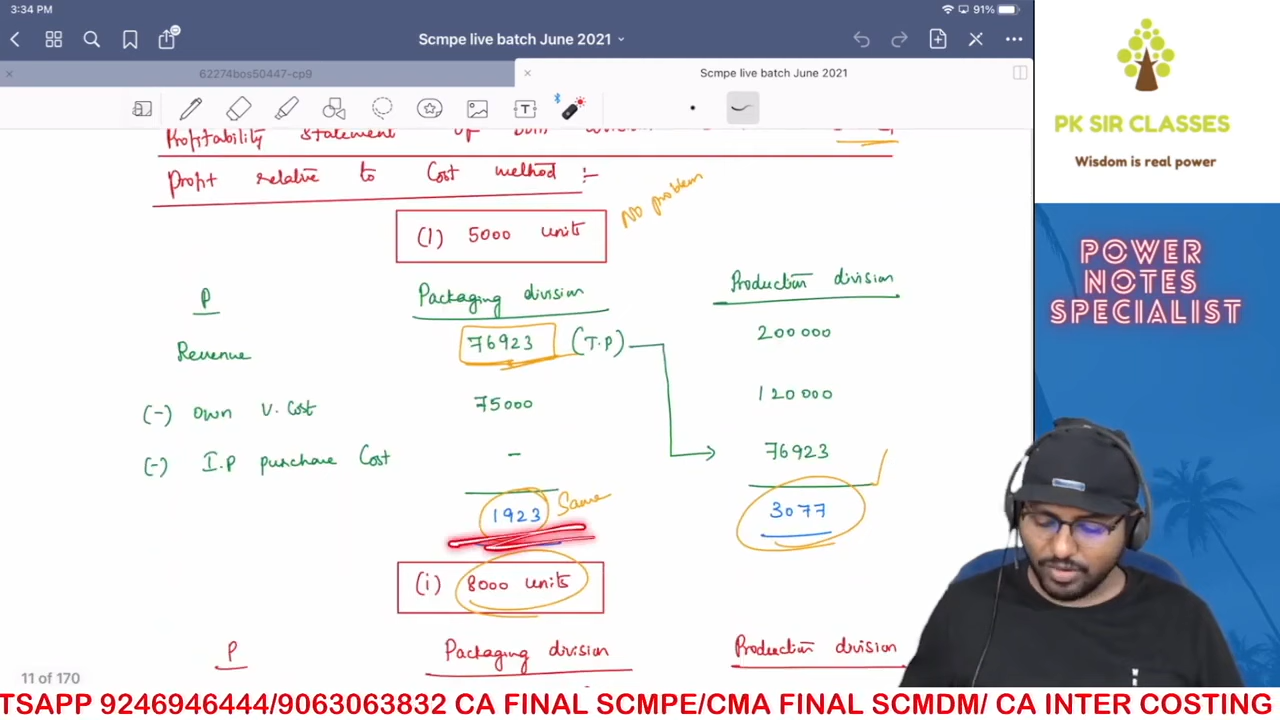 3:34 PM
91%
Scmpe live batch June 2021
62274bos50447-cp9
Scmpe live batch June 2021
Profitability statement of both
Profit relative to Cost method :-
(1) 5000 units
No problem
P Packaging division Production division
Revenue 76923 (T.P) 200000
(-) own V. Cost 75000 120000
(-) I.P purchase Cost - 76923
1923 Same 3077
(i) 8000 units
P Packaging division Production division
11 of 170
PK SIR CLASSES
Wisdom is real power
POWER
NOTES
SPECIALIST
TSAPP 9246946444/9063063832 CA FINAL SCMPE/CMA FINAL SCMDM/ CA INTER COSTING